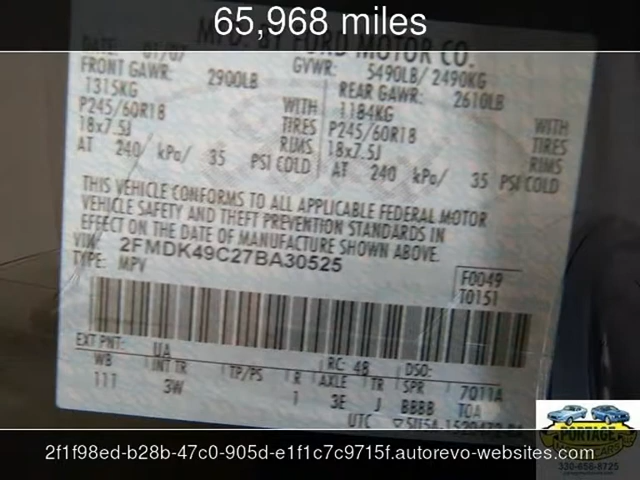 65,968 miles
MFG. BY FORD MOTOR CO.
DATE: 01/07
GVWR: 5490LB/ 2490KG
FRONT GAWR: 2900LB
1315KG WITH
P245/60R18 TIRES
18x7.5J RIMS
AT 240 kPa/ 35 PSI COLD
REAR GAWR: 2610LB
1184KG WITH
P245/60R18 TIRES
18x7.5J RIMS
AT 240 kPa/ 35 PSI COLD
THIS VEHICLE CONFORMS TO ALL APPLICABLE FEDERAL MOTOR
VEHICLE SAFETY AND THEFT PREVENTION STANDARDS IN
EFFECT ON THE DATE OF MANUFACTURE SHOWN ABOVE.
VIN: 2FMDK49C27BA30525
TYPE: MPV
F0049
T0151
EXT PNT: UA RC: 48 DSO:
WB INT TR TP/PS R AXLE TR SPR 7011A
111 3W 1 3E J BBBB TOA
UTC
PORTAGE
330-656-8725
2f1f98ed-b28b-47c0-905d-e1f1c7c9715f.autorevo-websites.com